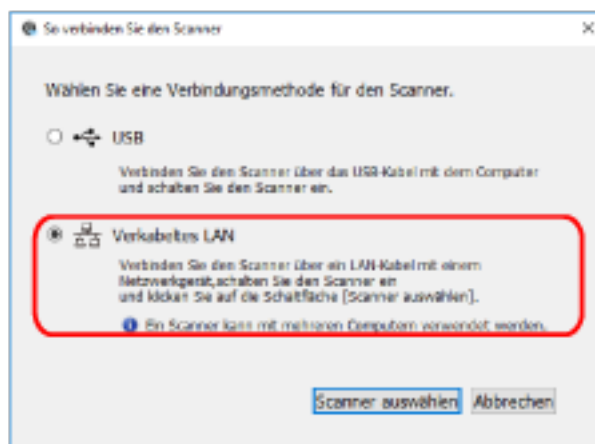 So verbinden Sie den Scanner
Wählen Sie eine Verbindungsmethode für den Scanner.
USB
Verbinden Sie den Scanner über das USB-Kabel mit dem Computer
und schalten Sie den Scanner ein.
Verkabeltes LAN
Verbinden Sie den Scanner über ein LAN-Kabel mit einem
Netzwerkgerät,schalten Sie den Scanner ein
und klicken Sie auf die Schaltfläche [Scanner auswählen].
Ein Scanner kann mit mehreren Computern verwendet werden.
Scanner auswählen Abbrechen